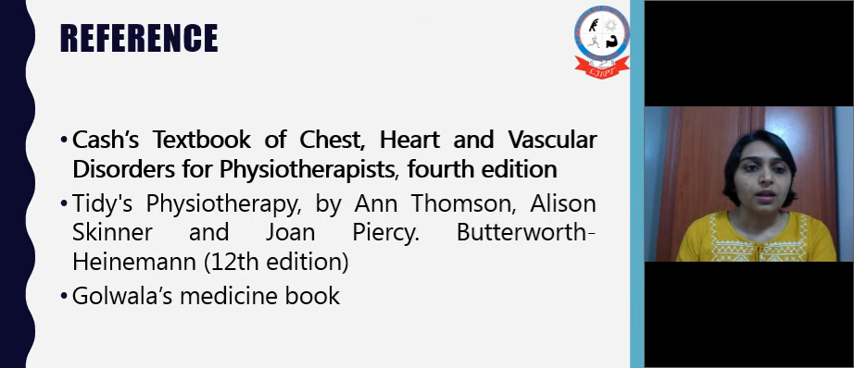 REFERENCE
• Cash's Textbook of Chest, Heart and Vascular
Disorders for Physiotherapists, fourth edition
• Tidy's Physiotherapy, by Ann Thomson, Alison
Skinner and Joan Piercy. Butterworth-
Heinemann (12th edition)
• Golwala's medicine book